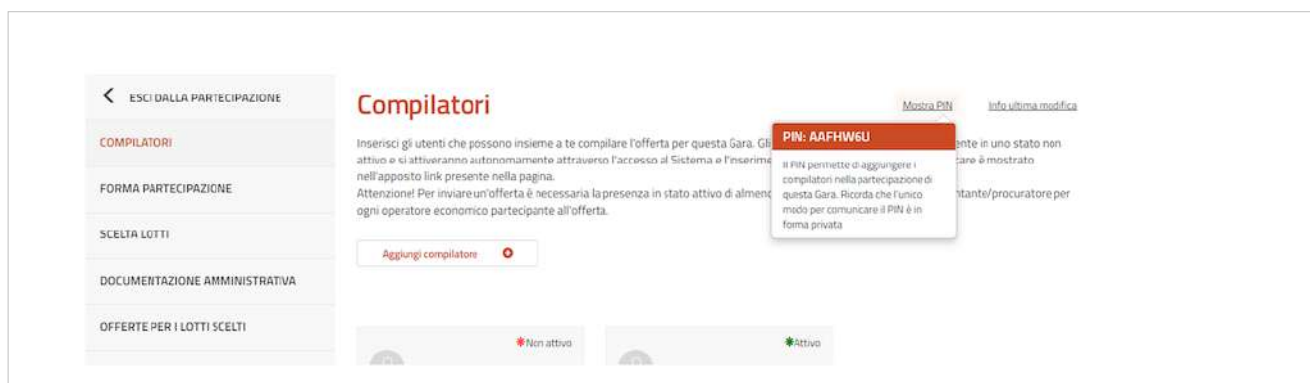 ESCI DALLA PARTECIPAZIONE
COMPILATORI
FORMA PARTECIPAZIONE
SCELTA LOTTI
DOCUMENTAZIONE AMMINISTRATIVA
OFFERTE PER I LOTTI SCELTI
Compilatori
Mostra PIN
Info ultima modifica
Inserisci gli utenti che possono insieme a te compilare l'offerta per questa Gara. Gli
ente in uno stato non
attivo e si attiveranno autonomamente attraverso l'accesso al Sistema e l'inserime
care è mostrato
nell'apposito link presente nella pagina.
Attenzione! Per inviare un'offerta è necessaria la presenza in stato attivo di almeno
ntante/procuratore per
ogni operatore economico partecipante all'offerta.
PIN: AAFHW6U
Il PIN permette di aggiungere i
compilatori nella partecipazione di
questa Gara. Ricorda che l'unico
modo per comunicare il PIN è in
forma privata
Aggiungi compilatore
Non attivo
Attivo